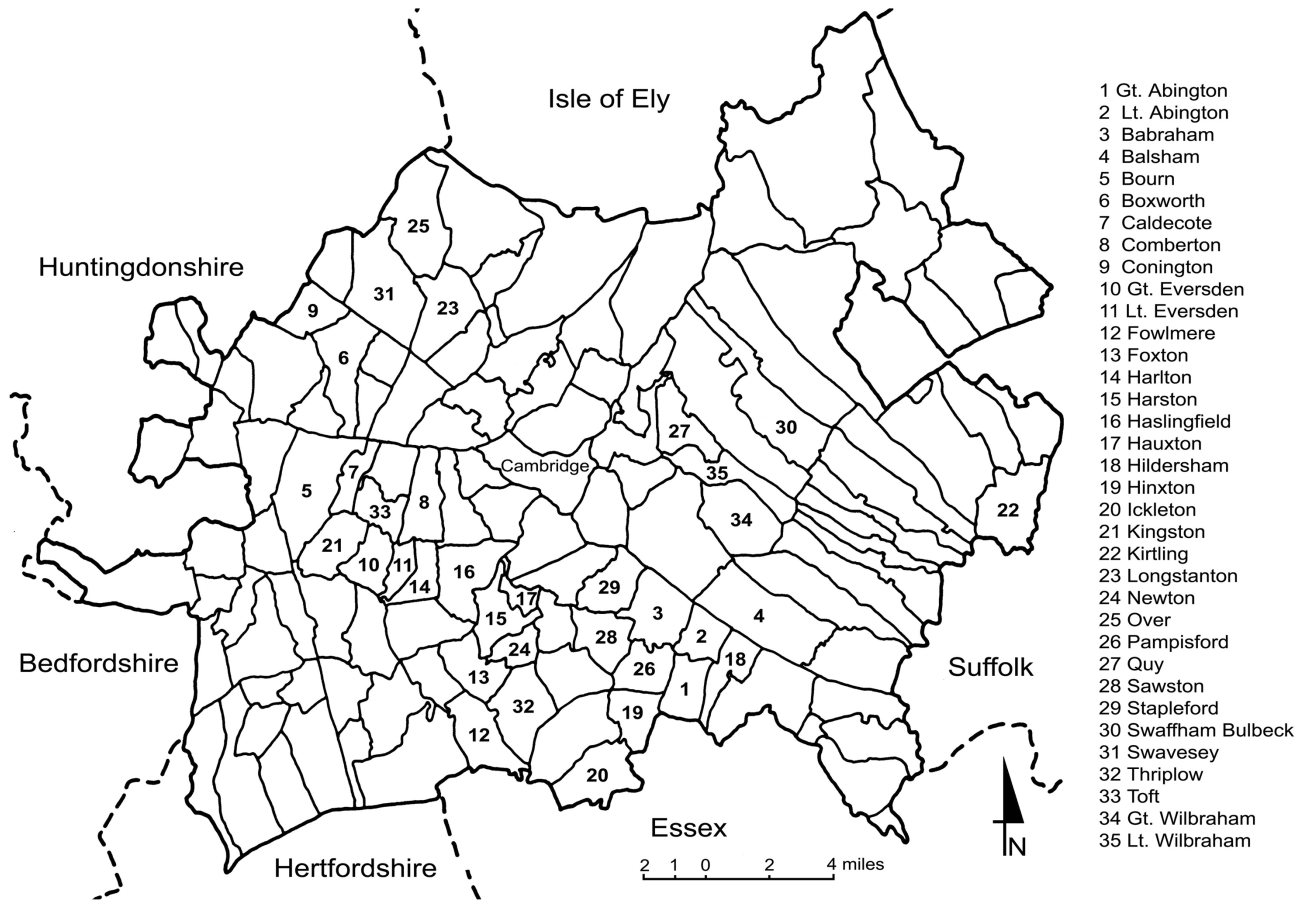 Isle of Ely
Huntingdonshire
25
31
9
23
6
30
27
Cambridge
35
7
5
8
33
34
22
21
10
11
14
16
29
17
15
3
4
2
28
24
18
26
13
1
32
19
12
20
Bedfordshire
Suffolk
Essex
Hertfordshire
2 1 0 2 4 miles
N
1 Gt. Abington
2 Lt. Abington
3 Babraham
4 Balsham
5 Bourn
6 Boxworth
7 Caldecote
8 Comberton
9 Conington
10 Gt. Eversden
11 Lt. Eversden
12 Fowlmere
13 Foxton
14 Harlton
15 Harston
16 Haslingfield
17 Hauxton
18 Hildersham
19 Hinxton
20 Ickleton
21 Kingston
22 Kirtling
23 Longstanton
24 Newton
25 Over
26 Pampisford
27 Quy
28 Sawston
29 Stapleford
30 Swaffham Bulbeck
31 Swavesey
32 Thriplow
33 Toft
34 Gt. Wilbraham
35 Lt. Wilbraham